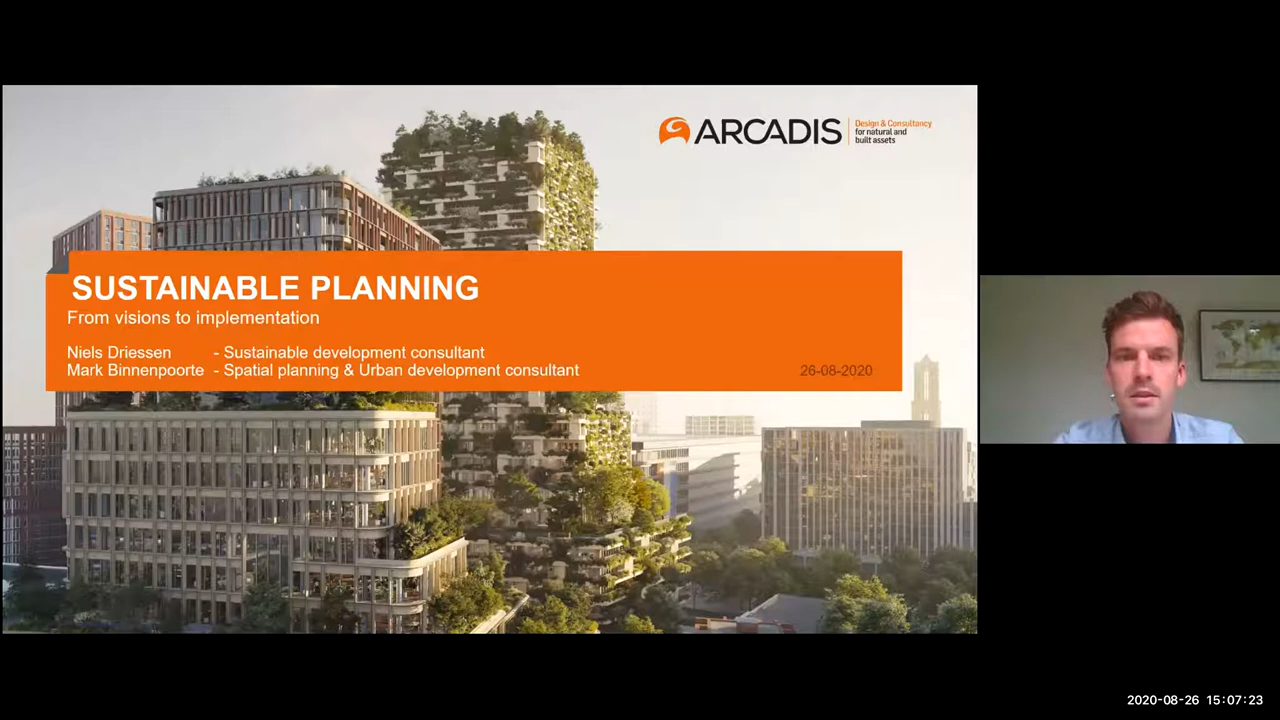 ARCADIS
Design & Consultancy
for natural and
built assets
SUSTAINABLE PLANNING
From visions to implementation
Niels Driessen - Sustainable development consultant
Mark Binnenpoorte - Spatial planning & Urban development consultant
26-08-2020
2020-08-26 15:07:23